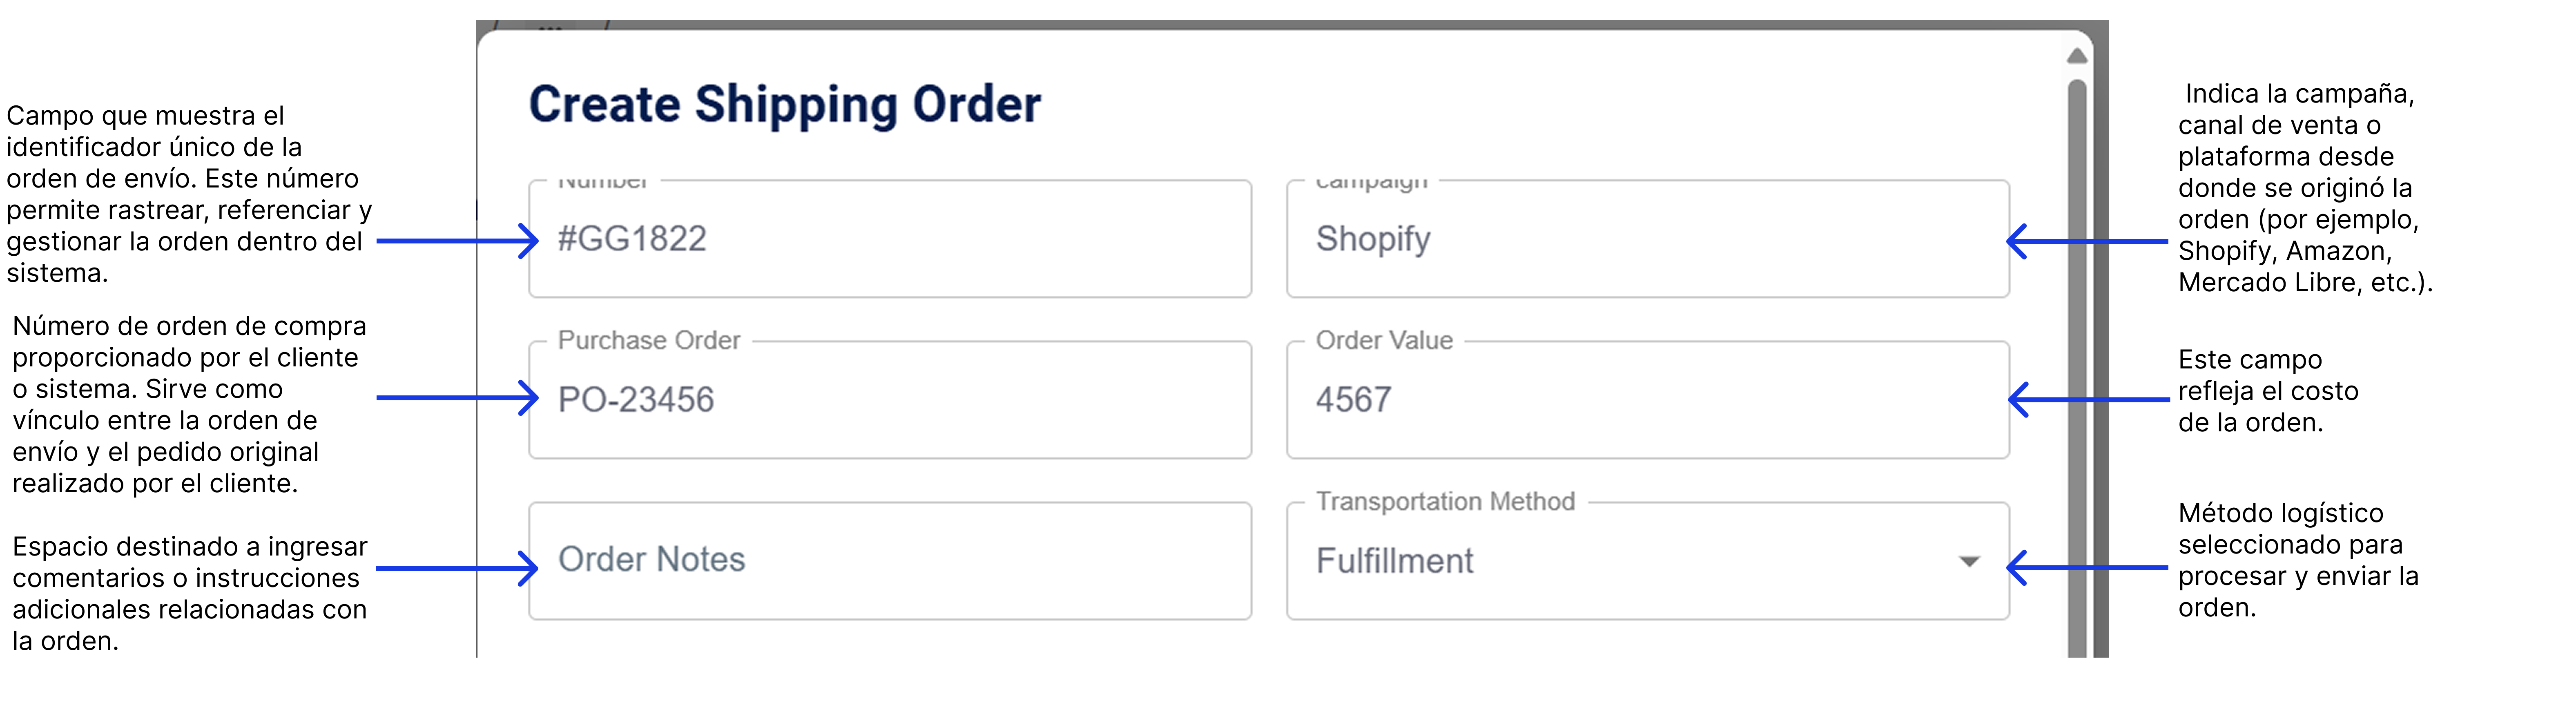 Campo que muestra el
identificador único de la
orden de envío. Este número
permite rastrear, referenciar y
gestionar la orden dentro del
sistema.
Número de orden de compra
proporcionado por el cliente
o sistema. Sirve como
vínculo entre la orden de
envío y el pedido original
realizado por el cliente.
Espacio destinado a ingresar
comentarios o instrucciones
adicionales relacionadas con
la orden.
Create Shipping Order
Number
#GG1822
campaign
Shopify
Purchase Order
PO-23456
Order Value
4567
Order Notes
Transportation Method
Fulfillment
Indica la campaña,
canal de venta o
plataforma desde
donde se originó la
orden (por ejemplo,
Shopify, Amazon,
Mercado Libre, etc.).
Este campo
refleja el costo
de la orden.
Método logístico
seleccionado para
procesar y enviar la
orden.